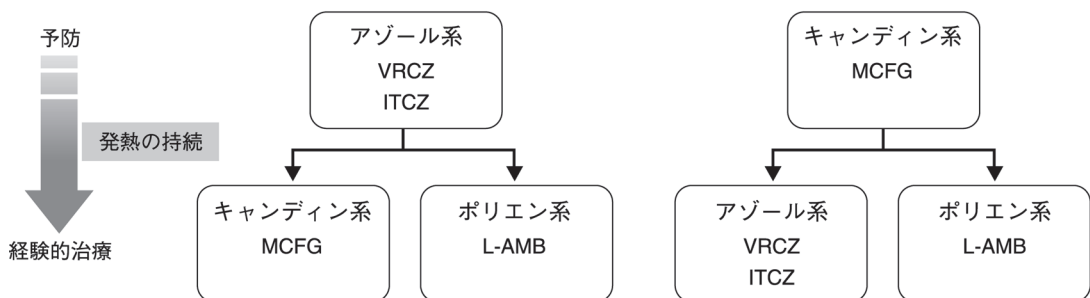 予防
発熱の持続
経験的治療
アゾール系
VRCZ
ITCZ
キャンディン系
MCFG
ポリエン系
L-AMB
キャンディン系
MCFG
アゾール系
VRCZ
ITCZ
ポリエン系
L-AMB